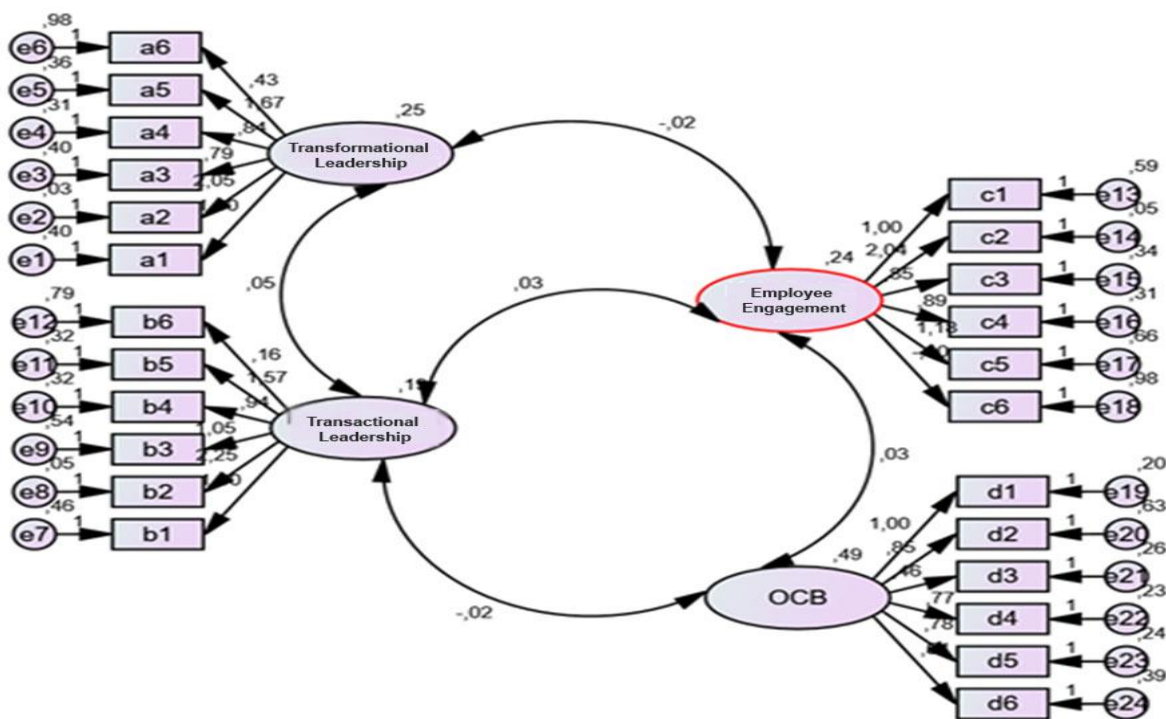 ,98
e6 1 a6
,36
e5 1 a5
,31
e4 1 a4
,40
e3 1 a3
,03
e2 1 a2
,40
e1 1 a1
,43
1,67
,84
,79
2,05
,25
Transformational
Leadership
-,02
,05
,03
,79
e12 1 b6
,32
e11 1 b5
,32
e10 1 b4
,54
e9 1 b3
,05
e8 1 b2
,46
e7 1 b1
,16
1,57
,94
1,05
2,25
Transactional
Leadership
-,02
,24
Employee
Engagement
1,00
2,04
,85
,89
1,13
,59
c1 1 e13
,05
c2 1 e14
,34
c3 1 e15
,31
c4 1 e16
,66
c5 1 e17
,98
c6 1 e18
,03
,49
OCB
1,00
,85
,46
,77
,78
,20
d1 1 e19
,63
d2 1 e20
,26
d3 1 e21
,23
d4 1 e22
,24
d5 1 e23
,39
d6 1 e24